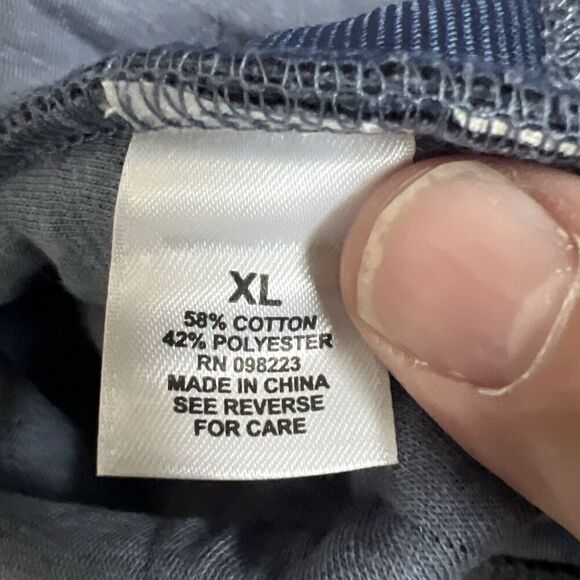 XL
58% COTTON
42% POLYESTER
RN 098223
MADE IN CHINA
SEE REVERSE
FOR CARE